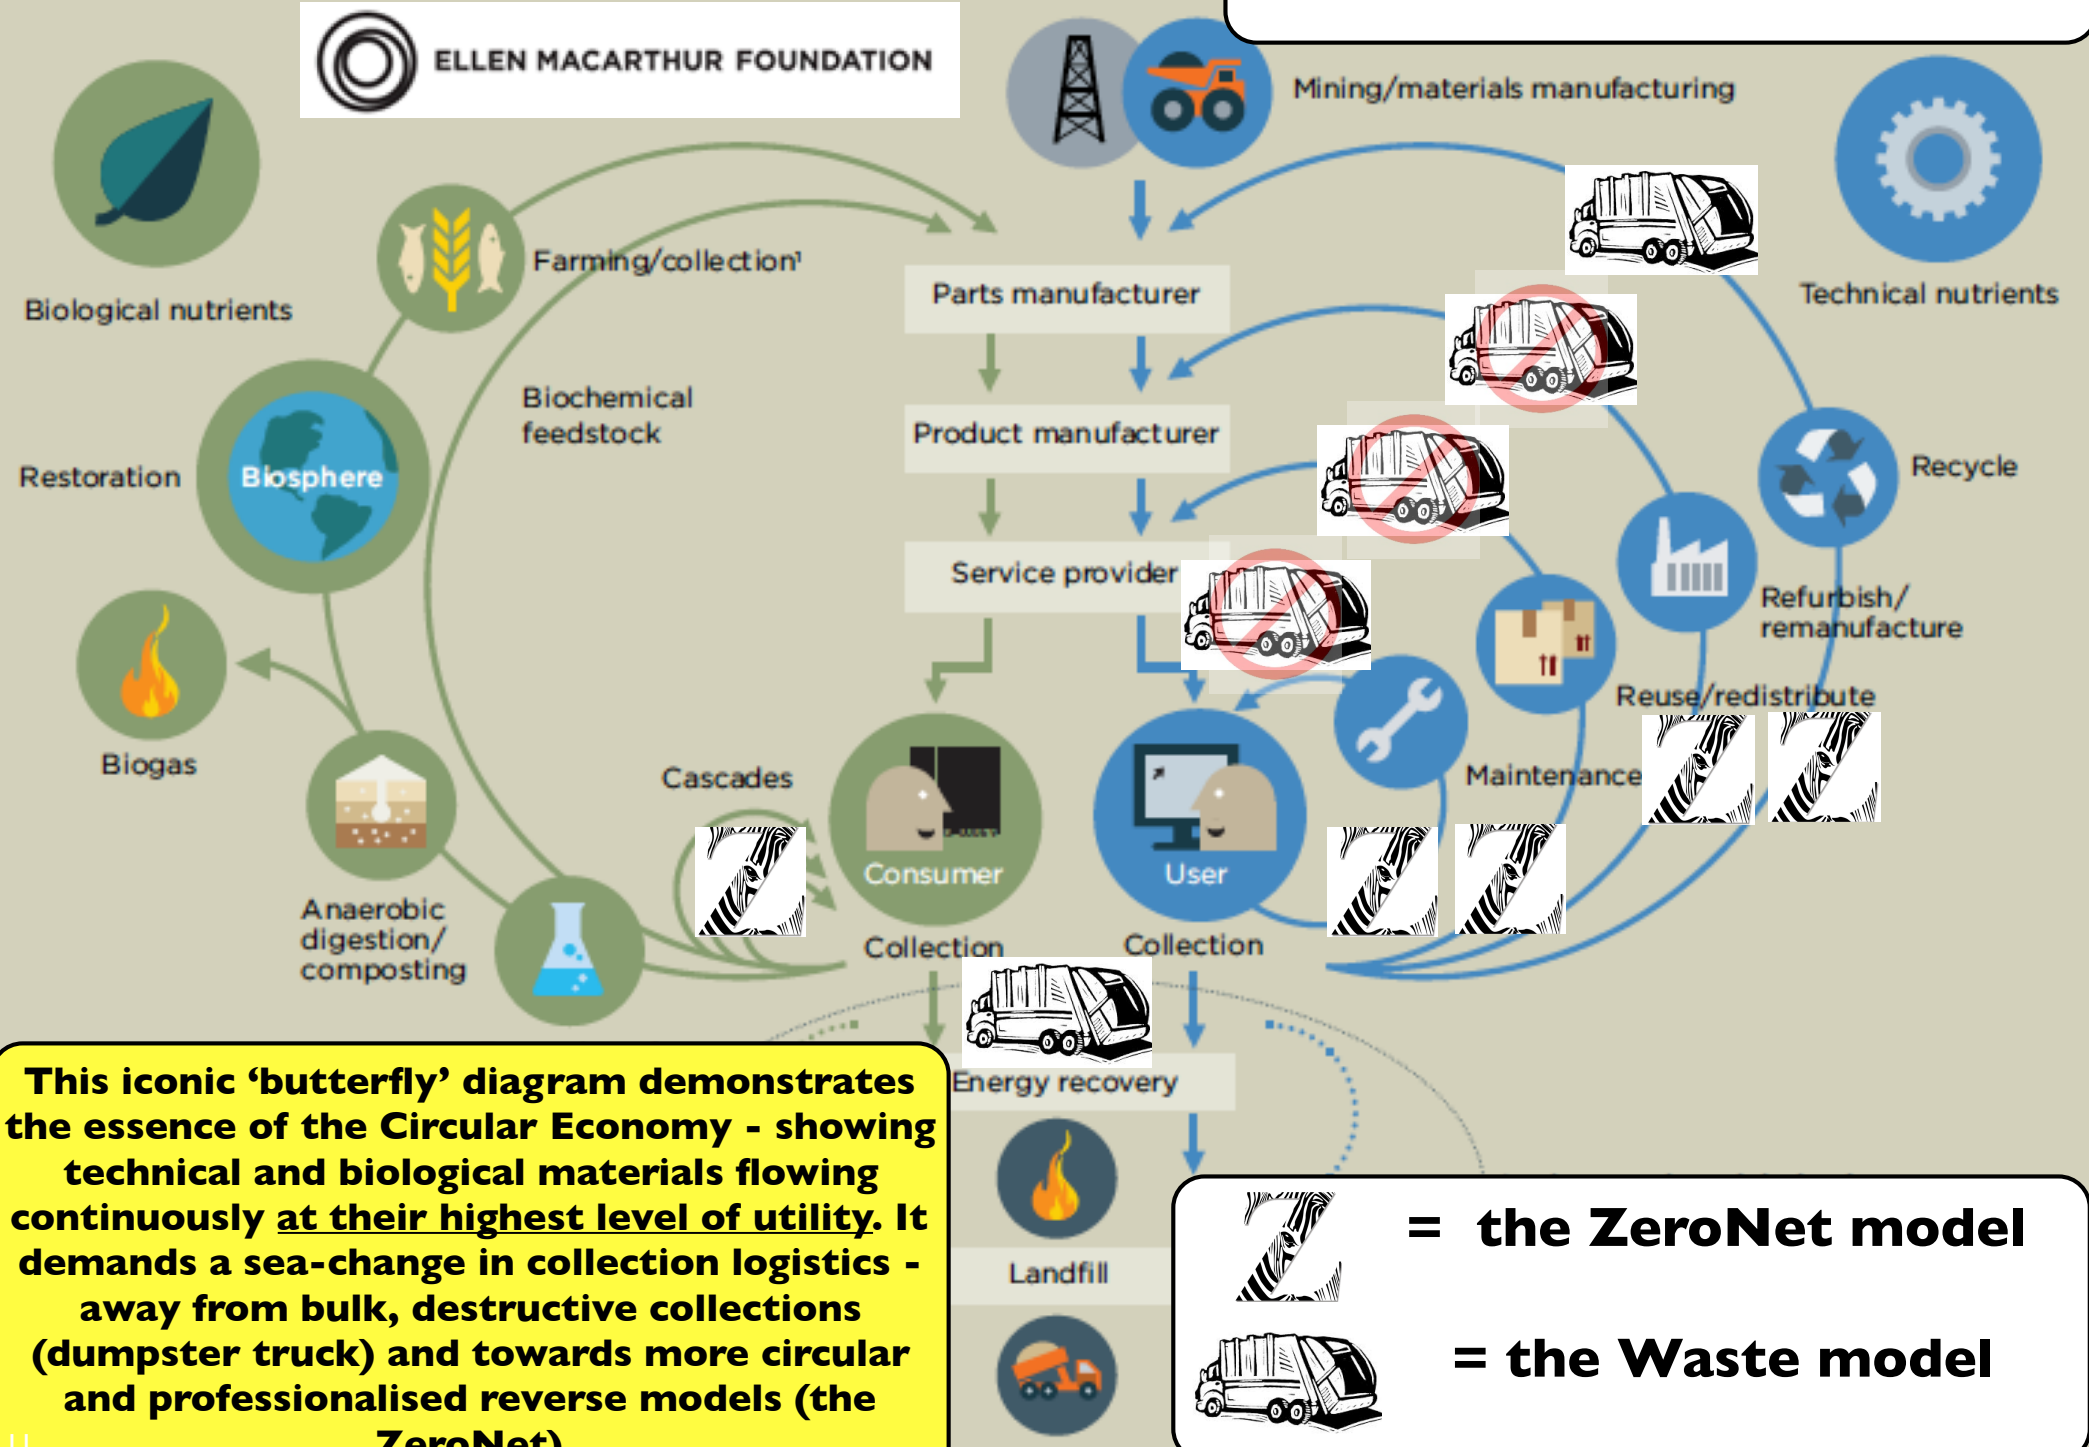 ELLEN MACARTHUR FOUNDATION
Mining/materials manufacturing
Biological nutrients
Farming/collection¹
Technical nutrients
Parts manufacturer
Biochemical
feedstock
Product manufacturer
Restoration
Biosphere
Recycle
Service provider
Refurbish/
remanufacture
Reuse/redistribute
Biogas
Cascades
Maintenance
Consumer
User
Anaerobic
digestion/
composting
Collection
Collection
Energy recovery
Landfill
This iconic ‘butterfly’ diagram demonstrates
the essence of the Circular Economy - showing
technical and biological materials flowing
continuously at their highest level of utility. It
demands a sea-change in collection logistics -
away from bulk, destructive collections
(dumpster truck) and towards more circular
and professionalised reverse models (the
ZeroNet)
= the ZeroNet model
= the Waste model